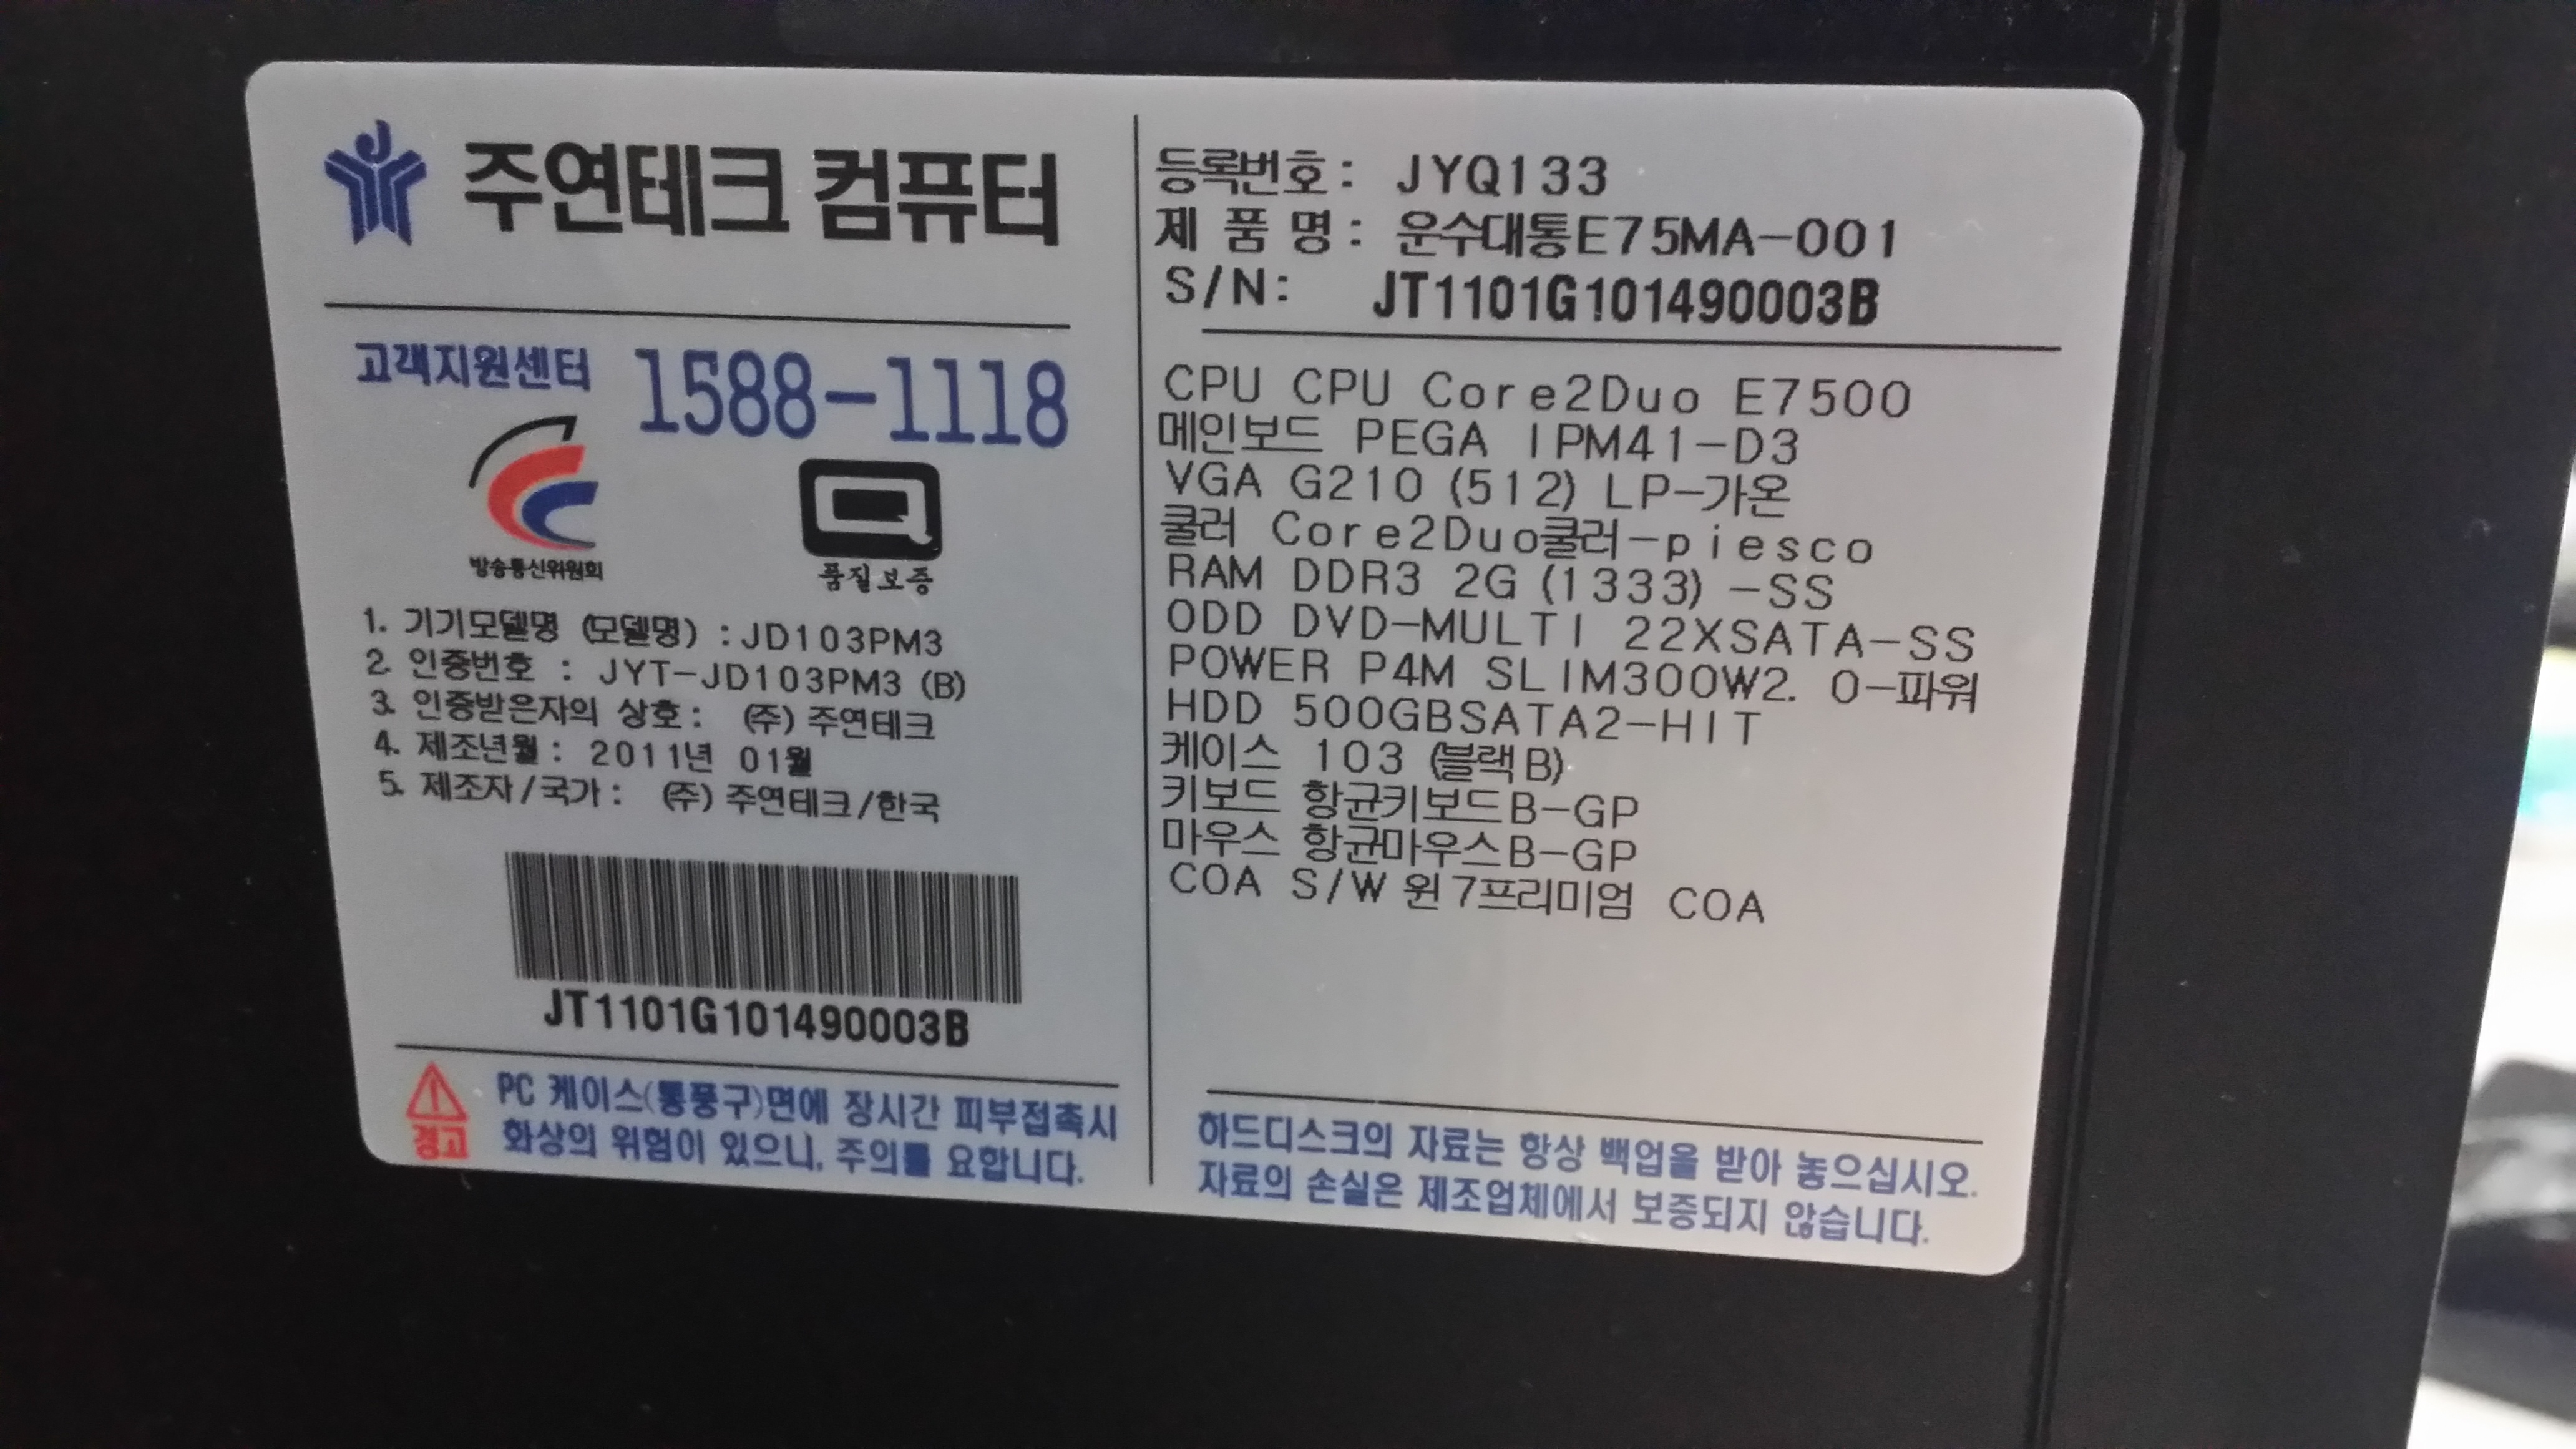 주연테크 컴퓨터
고객지원센터 1588-1118
방송통신위원회
품질보증
1. 기기모델명 (모델명) : JD103PM3
2. 인증번호 : JYT-JD103PM3 (B)
3. 인증받은자의 상호 : (주) 주연테크
4. 제조년월 : 2011년 01월
5. 제조자/국가 : (주) 주연테크/한국
JT1101G101490003B
경고
PC 케이스(통풍구)면에 장시간 피부접촉시
화상의 위험이 있으니, 주의를 요합니다.
등록번호: JYQ133
제 품 명: 운수대통E75MA-001
S/N: JT1101G101490003B
CPU CPU Core2Duo E7500
메인보드 PEGA IPM41-D3
VGA G210 (512) LP-가온
쿨러 Core2Duo쿨러-piesco
RAM DDR3 2G (1333) -SS
ODD DVD-MULTI 22XSATA-SS
POWER P4M SLIM300W2. 0-파워
HDD 500GBSATA2-HIT
케이스 103 (블랙B)
키보드 항균키보드B-GP
마우스 항균마우스B-GP
COA S/W 윈7프리미엄 COA
하드디스크의 자료는 항상 백업을 받아 놓으십시오.
자료의 손실은 제조업체에서 보증되지 않습니다.